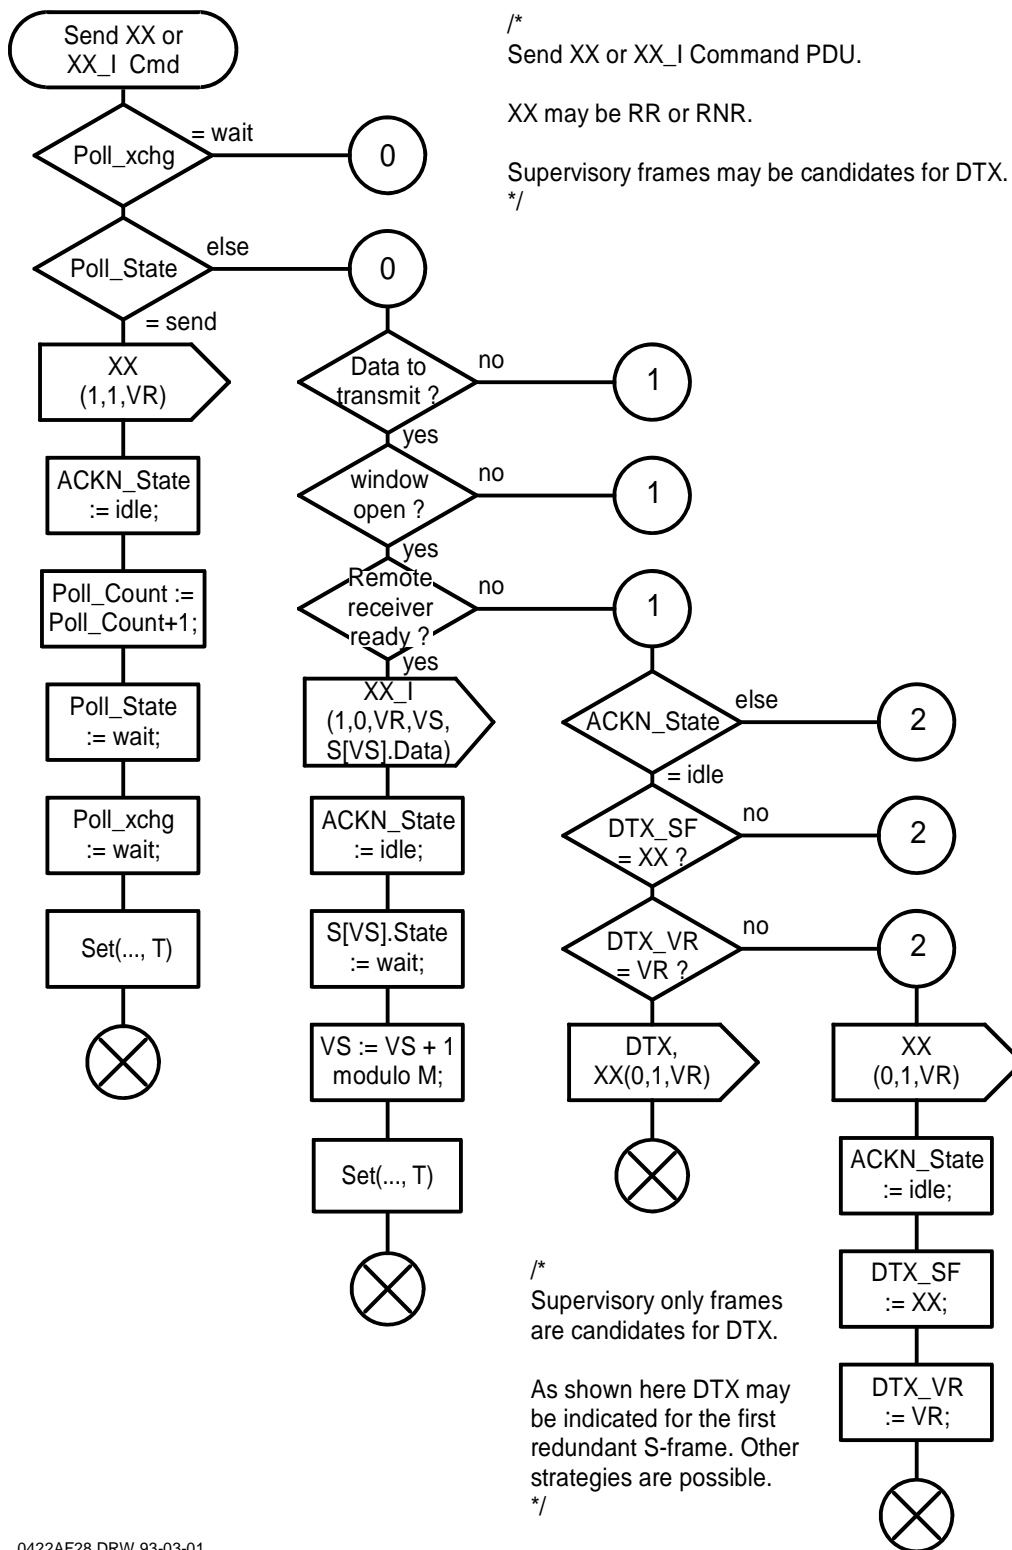 Send XX or
XX_I Cmd
/*
Send XX or XX_I Command PDU.
XX may be RR or RNR.
Supervisory frames may be candidates for DTX.
*/
Poll_xchg
= wait
0
Poll_State
else
0
= send
XX
(1,1,VR)
ACKN_State
:= idle;
Poll_Count :=
Poll_Count+1;
Poll_State
:= wait;
Poll_xchg
:= wait;
Set(..., T)
Data to
transmit ?
no
1
yes
window
open ?
no
1
yes
Remote
receiver
ready ?
no
1
yes
XX_I
(1,0,VR,VS,
S[VS].Data)
ACKN_State
:= idle;
S[VS].State
:= wait;
VS := VS + 1
modulo M;
Set(..., T)
ACKN_State
else
2
= idle
DTX_SF
= XX ?
no
2
DTX_VR
= VR ?
no
2
DTX,
XX(0,1,VR)
XX
(0,1,VR)
ACKN_State
:= idle;
DTX_SF
:= XX;
DTX_VR
:= VR;
/*
Supervisory only frames
are candidates for DTX.
As shown here DTX may
be indicated for the first
redundant S-frame. Other
strategies are possible.
*/
0422AF28.DRW 93-03-01